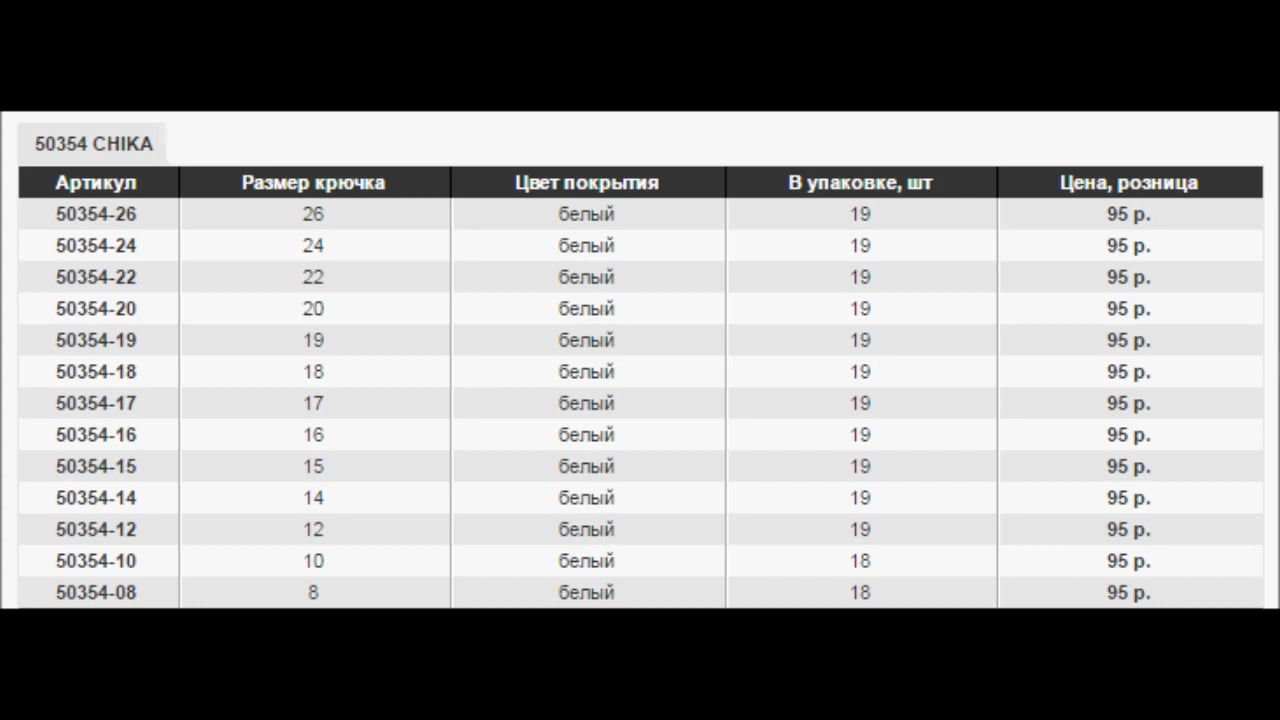 50354 CHIKA
Артикул Размер крючка Цвет покрытия В упаковке, шт Цена, розница
50354-26 26 белый 19 95 р.
50354-24 24 белый 19 95 р.
50354-22 22 белый 19 95 р.
50354-20 20 белый 19 95 р.
50354-19 19 белый 19 95 р.
50354-18 18 белый 19 95 р.
50354-17 17 белый 19 95 р.
50354-16 16 белый 19 95 р.
50354-15 15 белый 19 95 р.
50354-14 14 белый 19 95 р.
50354-12 12 белый 19 95 р.
50354-10 10 белый 18 95 р.
50354-08 8 белый 18 95 р.